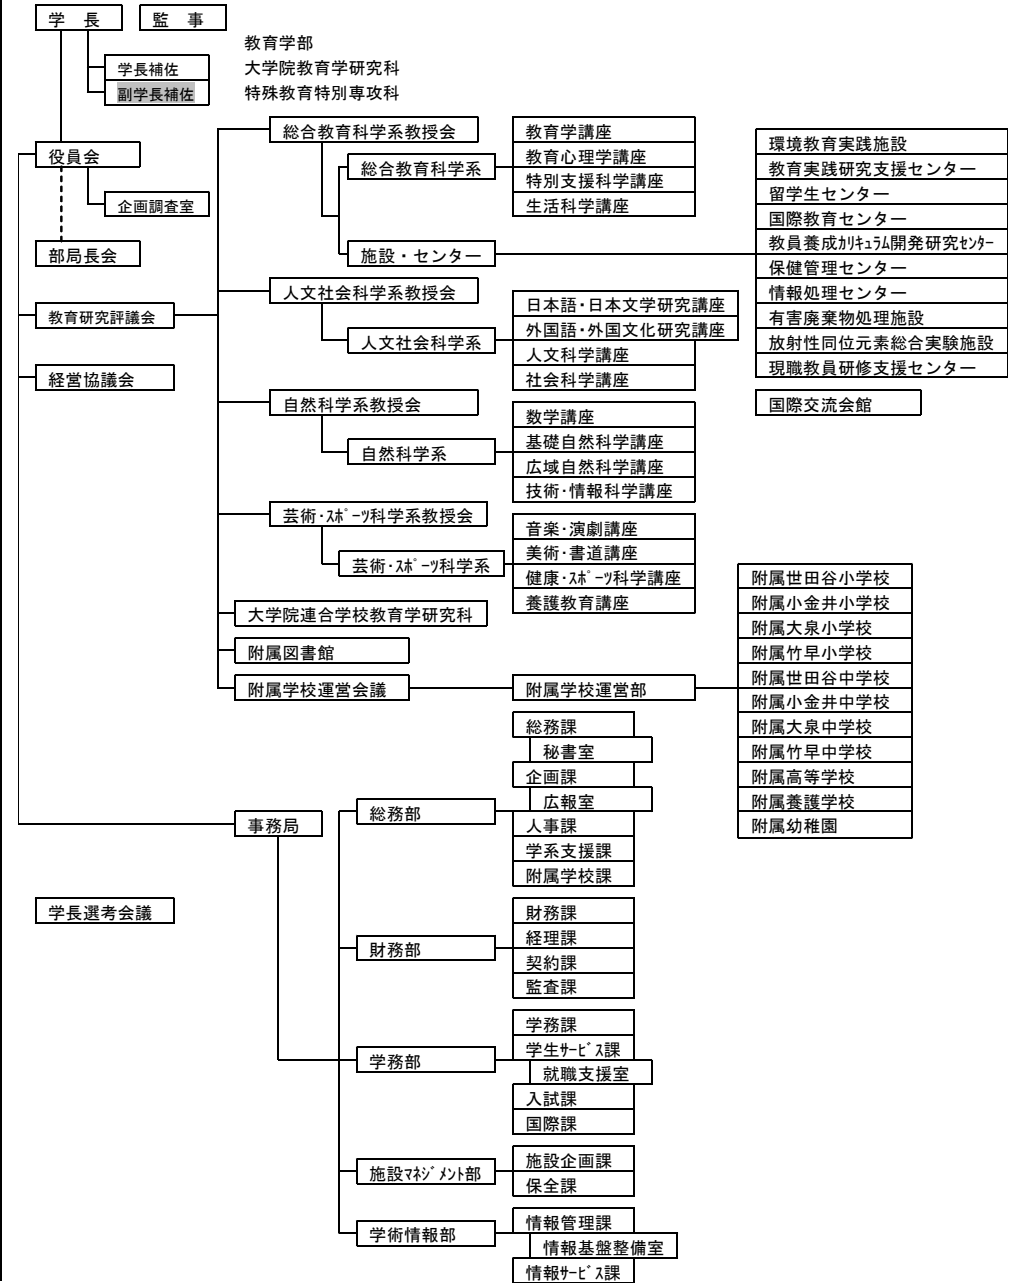 学　長
監　事
教育学部
学長補佐
大学院教育学研究科
副学長補佐
特殊教育特別専攻科
総合教育科学系教授会
教育学講座
教育心理学講座
特別支援科学講座
生活科学講座
総合教育科学系
環境教育実践施設
教育実践研究支援センター
留学生センター
国際教育センター
教員養成ｶﾘｷｭﾗﾑ開発研究ｾﾝﾀｰ
保健管理センター
情報処理センター
有害廃棄物処理施設
放射性同位元素総合実験施設
現職教員研修支援センター
国際交流会館
役員会
企画調査室
部局長会
施設・センター
教育研究評議会
経営協議会
人文社会科学系教授会
人文社会科学系
日本語・日本文学研究講座
外国語・外国文化研究講座
人文科学講座
社会科学講座
自然科学系教授会
自然科学系
数学講座
基礎自然科学講座
広域自然科学講座
技術･情報科学講座
芸術･ｽﾎﾟｰﾂ科学系教授会
芸術･ｽﾎﾟｰﾂ科学系
音楽･演劇講座
美術･書道講座
健康･ｽﾎﾟｰﾂ科学講座
養護教育講座
大学院連合学校教育学研究科
附属図書館
附属学校運営会議
附属学校運営部
附属世田谷小学校
附属小金井小学校
附属大泉小学校
附属竹早小学校
附属世田谷中学校
附属小金井中学校
附属大泉中学校
附属竹早中学校
附属高等学校
附属養護学校
附属幼稚園
事務局
総務部
総務課
秘書室
企画課
広報室
人事課
学系支援課
附属学校課
学長選考会議
財務部
財務課
経理課
契約課
監査課
学務部
学務課
学生ｻｰﾋﾞｽ課
就職支援室
入試課
国際課
施設ﾏﾈｼﾞﾒﾝﾄ部
施設企画課
保全課
学術情報部
情報管理課
情報基盤整備室
情報ｻｰﾋﾞｽ課